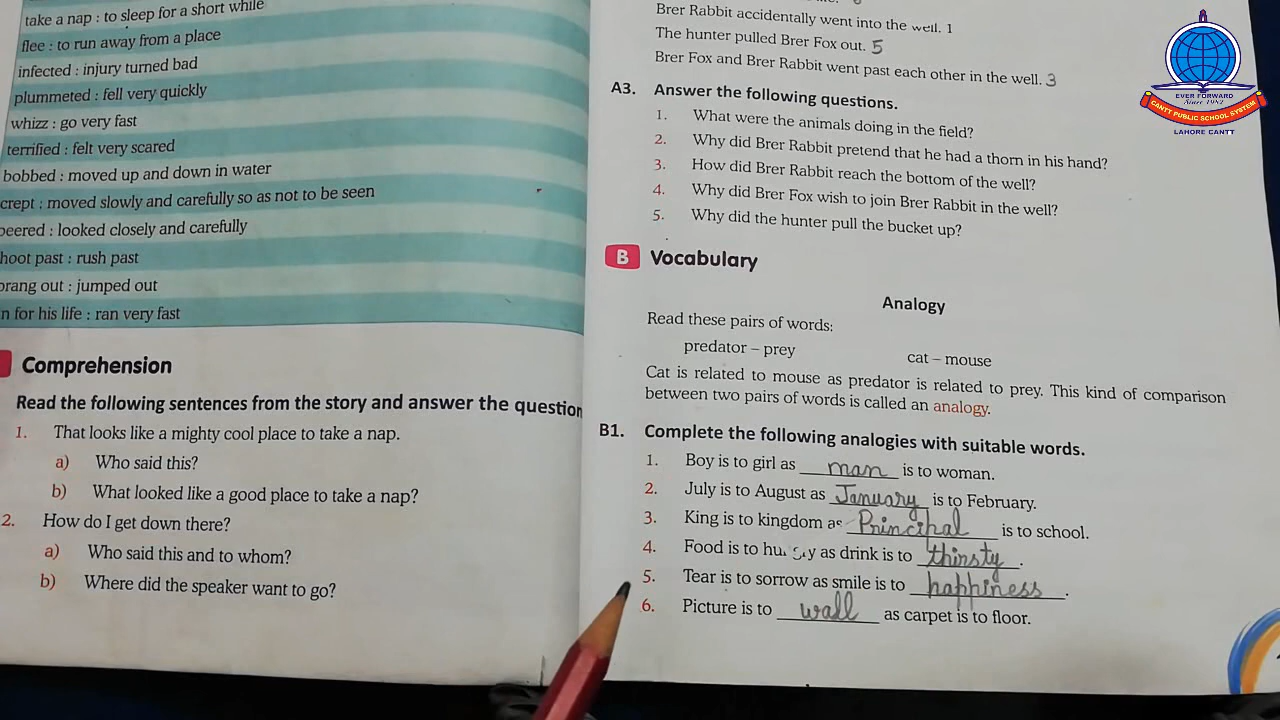 take a nap : to sleep for a short while
flee : to run away from a place
infected : injury turned bad
plummeted : fell very quickly
whizz : go very fast
terrified : felt very scared
bobbed : moved up and down in water
crept : moved slowly and carefully so as not to be seen
peered : looked closely and carefully
hoot past : rush past
prang out : jumped out
n for his life : ran very fast
Comprehension
Read the following sentences from the story and answer the question
1. That looks like a mighty cool place to take a nap.
a) Who said this?
b) What looked like a good place to take a nap?
2. How do I get down there?
a) Who said this and to whom?
b) Where did the speaker want to go?
Brer Rabbit accidentally went into the well. 1
The hunter pulled Brer Fox out. 5
Brer Fox and Brer Rabbit went past each other in the well. 3
A3. Answer the following questions.
1. What were the animals doing in the field?
2. Why did Brer Rabbit pretend that he had a thorn in his hand?
3. How did Brer Rabbit reach the bottom of the well?
4. Why did Brer Fox wish to join Brer Rabbit in the well?
5. Why did the hunter pull the bucket up?
B Vocabulary
Analogy
Read these pairs of words:
predator – prey cat – mouse
Cat is related to mouse as predator is related to prey. This kind of comparison
between two pairs of words is called an analogy.
B1. Complete the following analogies with suitable words.
1. Boy is to girl as man is to woman.
2. July is to August as January is to February.
3. King is to kingdom as Principal is to school.
4. Food is to hungry as drink is to thirsty.
5. Tear is to sorrow as smile is to happiness.
6. Picture is to wall as carpet is to floor.
EVER FORWARD
Since 1982
CANTT PUBLIC SCHOOL SYSTEM
LAHORE CANTT